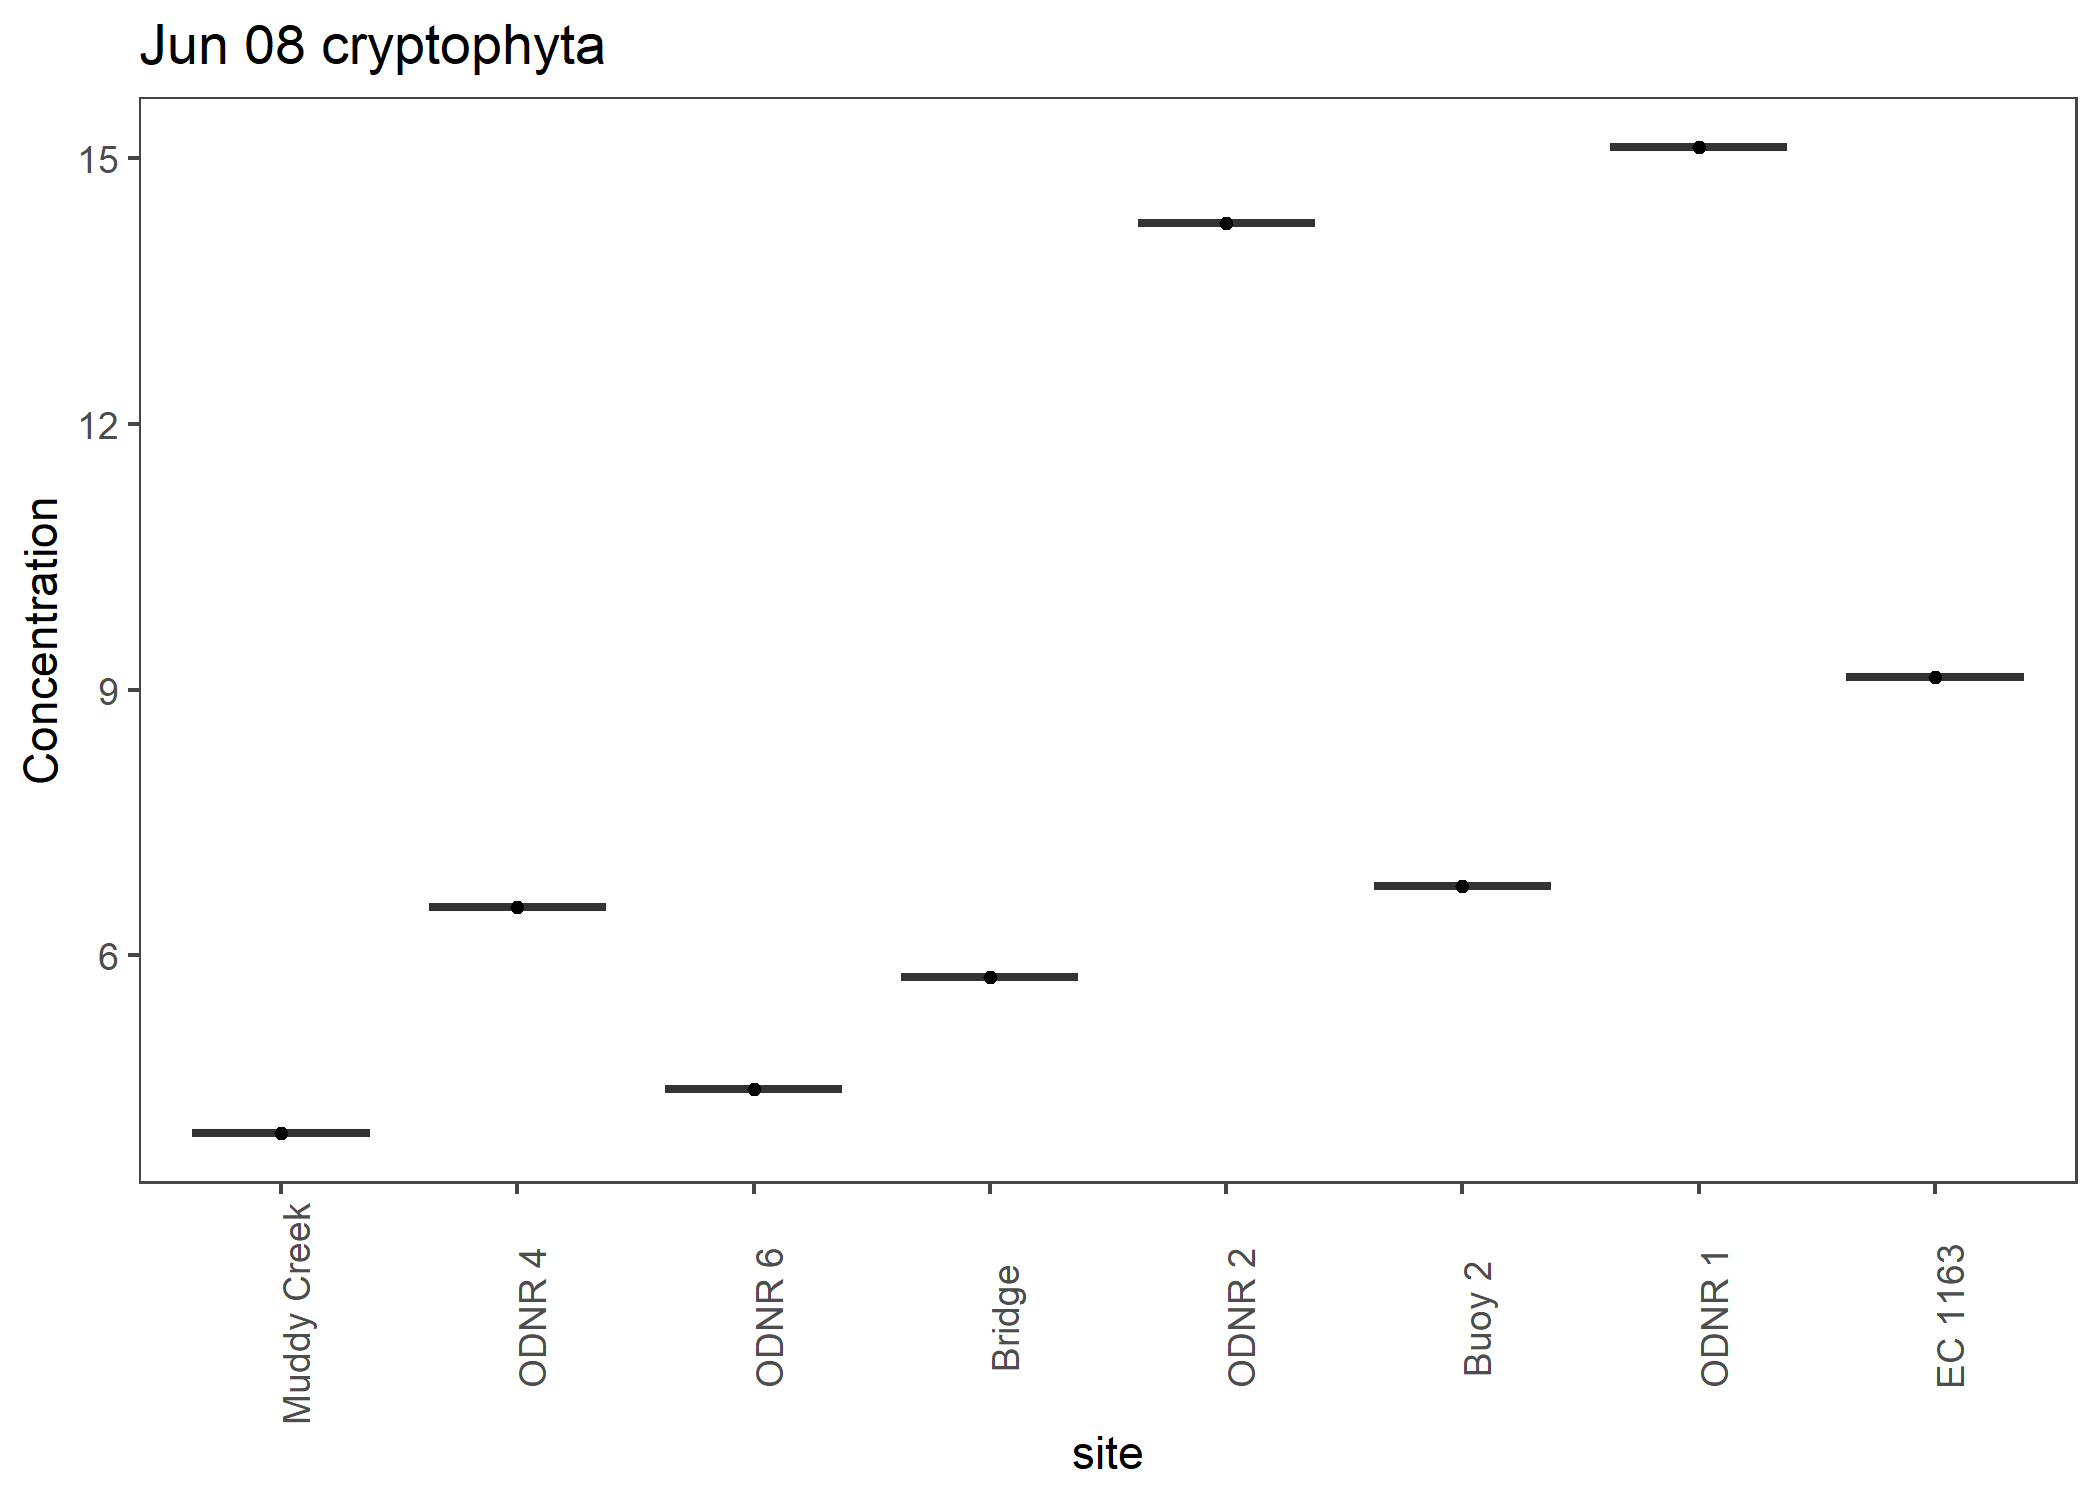 Jun 08 cryptophyta
15
12
9
6
Concentration
Muddy Creek
ODNR 4
ODNR 6
Bridge
ODNR 2
Buoy 2
ODNR 1
EC 1163
site